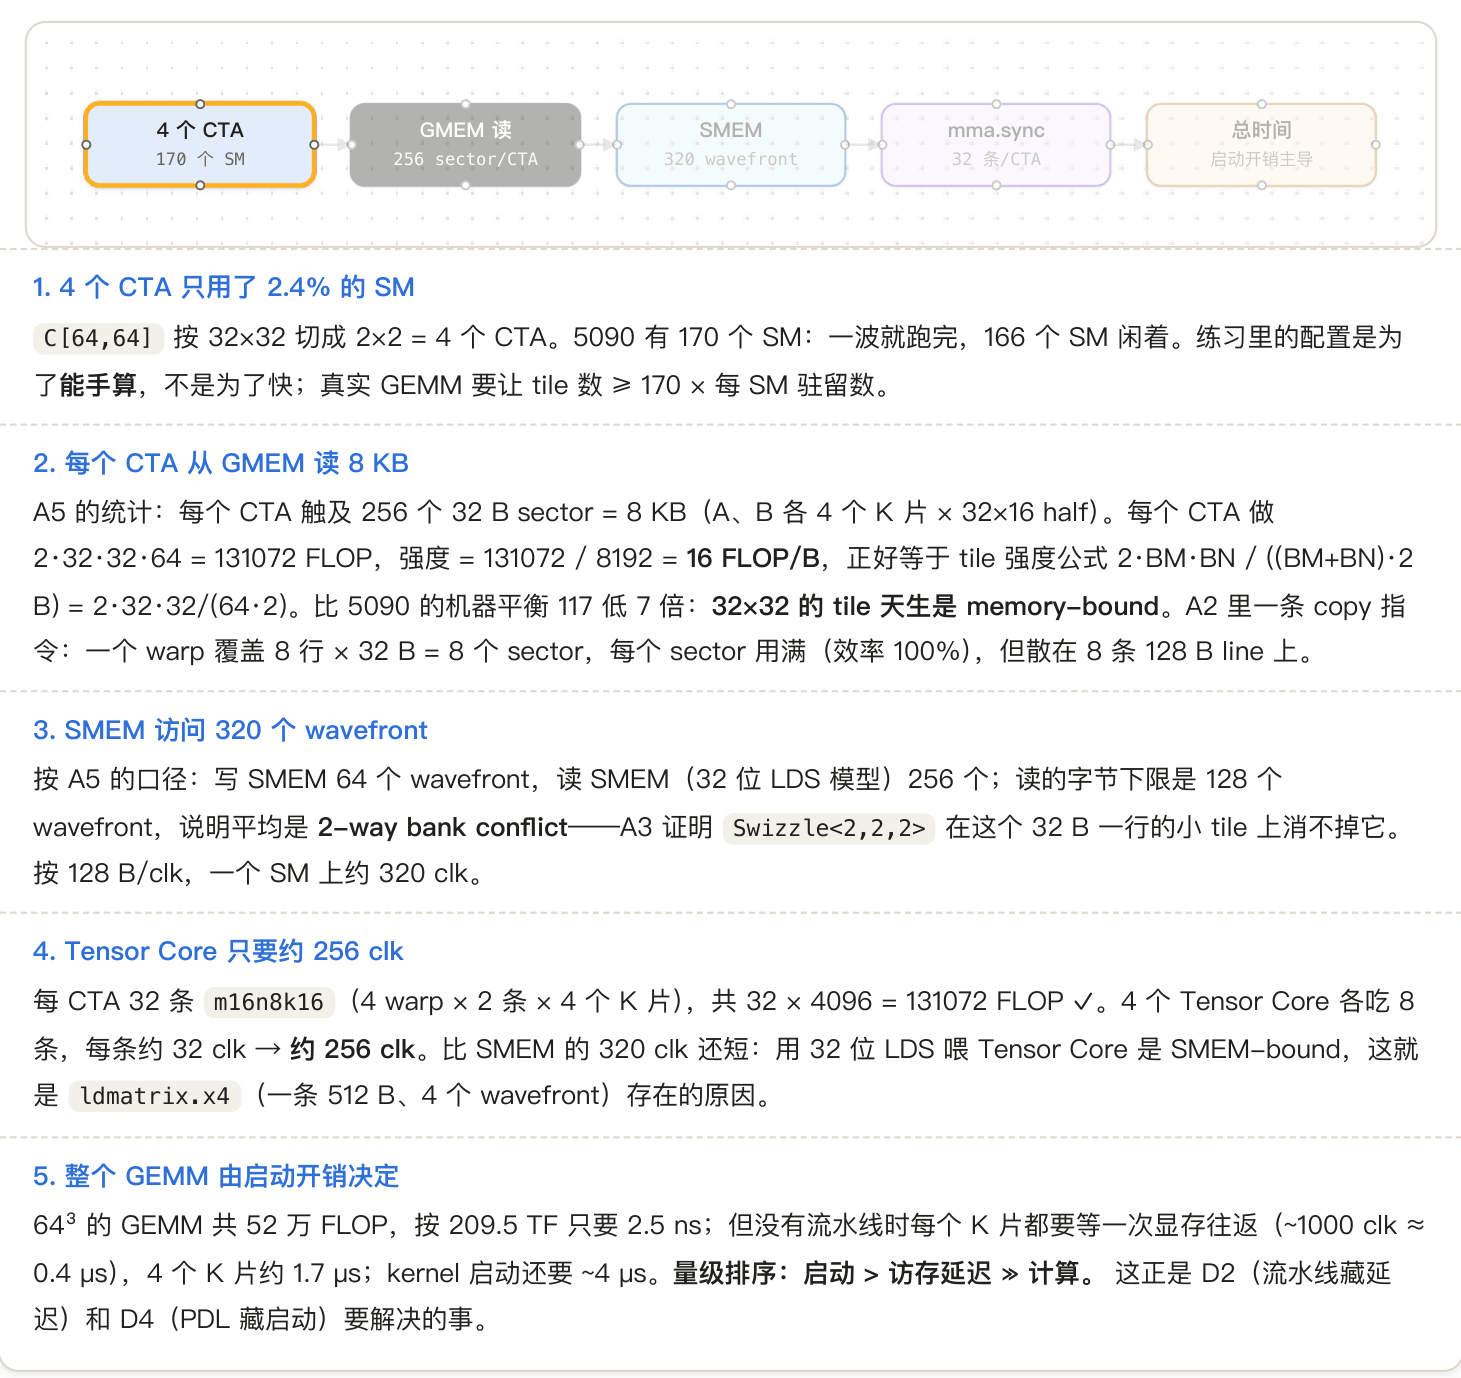 4 个 CTA
170 个 SM
GMEM 读
256 sector/CTA
SMEM
320 wavefront
mma.sync
32 条/CTA
总时间
启动开销主导
1. 4 个 CTA 只用了 2.4% 的 SM
C[64,64] 按 32×32 切成 2×2 = 4 个 CTA。5090 有 170 个 SM：一波就跑完，166 个 SM 闲着。练习里的配置是为
了能手算，不是为了快；真实 GEMM 要让 tile 数 ≥ 170 × 每 SM 驻留数。
2. 每个 CTA 从 GMEM 读 8 KB
A5 的统计：每个 CTA 触及 256 个 32 B sector = 8 KB（A、B 各 4 个 K 片 × 32×16 half）。每个 CTA 做
2·32·32·64 = 131072 FLOP，强度 = 131072 / 8192 = 16 FLOP/B，正好等于 tile 强度公式 2·BM·BN / ((BM+BN)·2
B) = 2·32·32/(64·2)。比 5090 的机器平衡 117 低 7 倍：32×32 的 tile 天生是 memory-bound。A2 里一条 copy 指
令：一个 warp 覆盖 8 行 × 32 B = 8 个 sector，每个 sector 用满（效率 100%），但散在 8 条 128 B line 上。
3. SMEM 访问 320 个 wavefront
按 A5 的口径：写 SMEM 64 个 wavefront，读 SMEM（32 位 LDS 模型）256 个；读的字节下限是 128 个
wavefront，说明平均是 2-way bank conflict——A3 证明 Swizzle<2,2,2> 在这个 32 B 一行的小 tile 上消不掉它。
按 128 B/clk，一个 SM 上约 320 clk。
4. Tensor Core 只要约 256 clk
每 CTA 32 条 m16n8k16（4 warp × 2 条 × 4 个 K 片），共 32 × 4096 = 131072 FLOP ✓。4 个 Tensor Core 各吃 8
条，每条约 32 clk → 约 256 clk。比 SMEM 的 320 clk 还短：用 32 位 LDS 喂 Tensor Core 是 SMEM-bound，这就
是 ldmatrix.x4（一条 512 B、4 个 wavefront）存在的原因。
5. 整个 GEMM 由启动开销决定
64³ 的 GEMM 共 52 万 FLOP，按 209.5 TF 只要 2.5 ns；但没有流水线时每个 K 片都要等一次显存往返（~1000 clk ≈
0.4 µs），4 个 K 片约 1.7 µs；kernel 启动还要 ~4 µs。量级排序：启动 > 访存延迟 ≫ 计算。 这正是 D2（流水线藏延
迟）和 D4（PDL 藏启动）要解决的事。